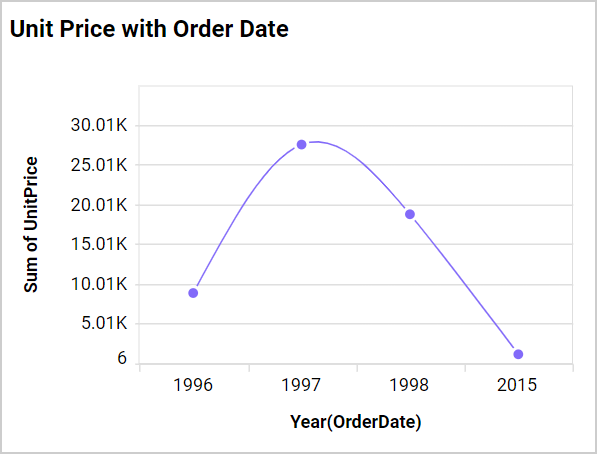 Unit Price with Order Date
30.01K
25.01K
20.01K
15.01K
10.01K
5.01K
6
Sum of UnitPrice
1996 1997 1998 2015
Year(OrderDate)